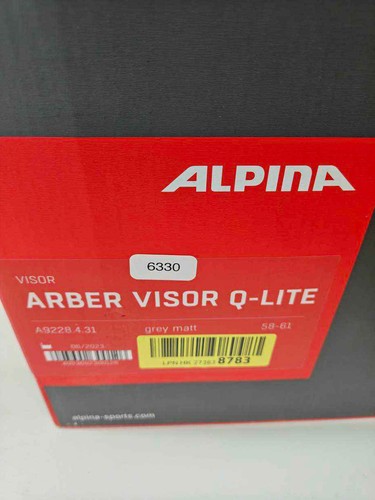 ALPINA
6330
VISOR
ARBER VISOR Q-LITE
A9228.4.31 grey matt 58-61
06/2023
8783
alpina-sports.com